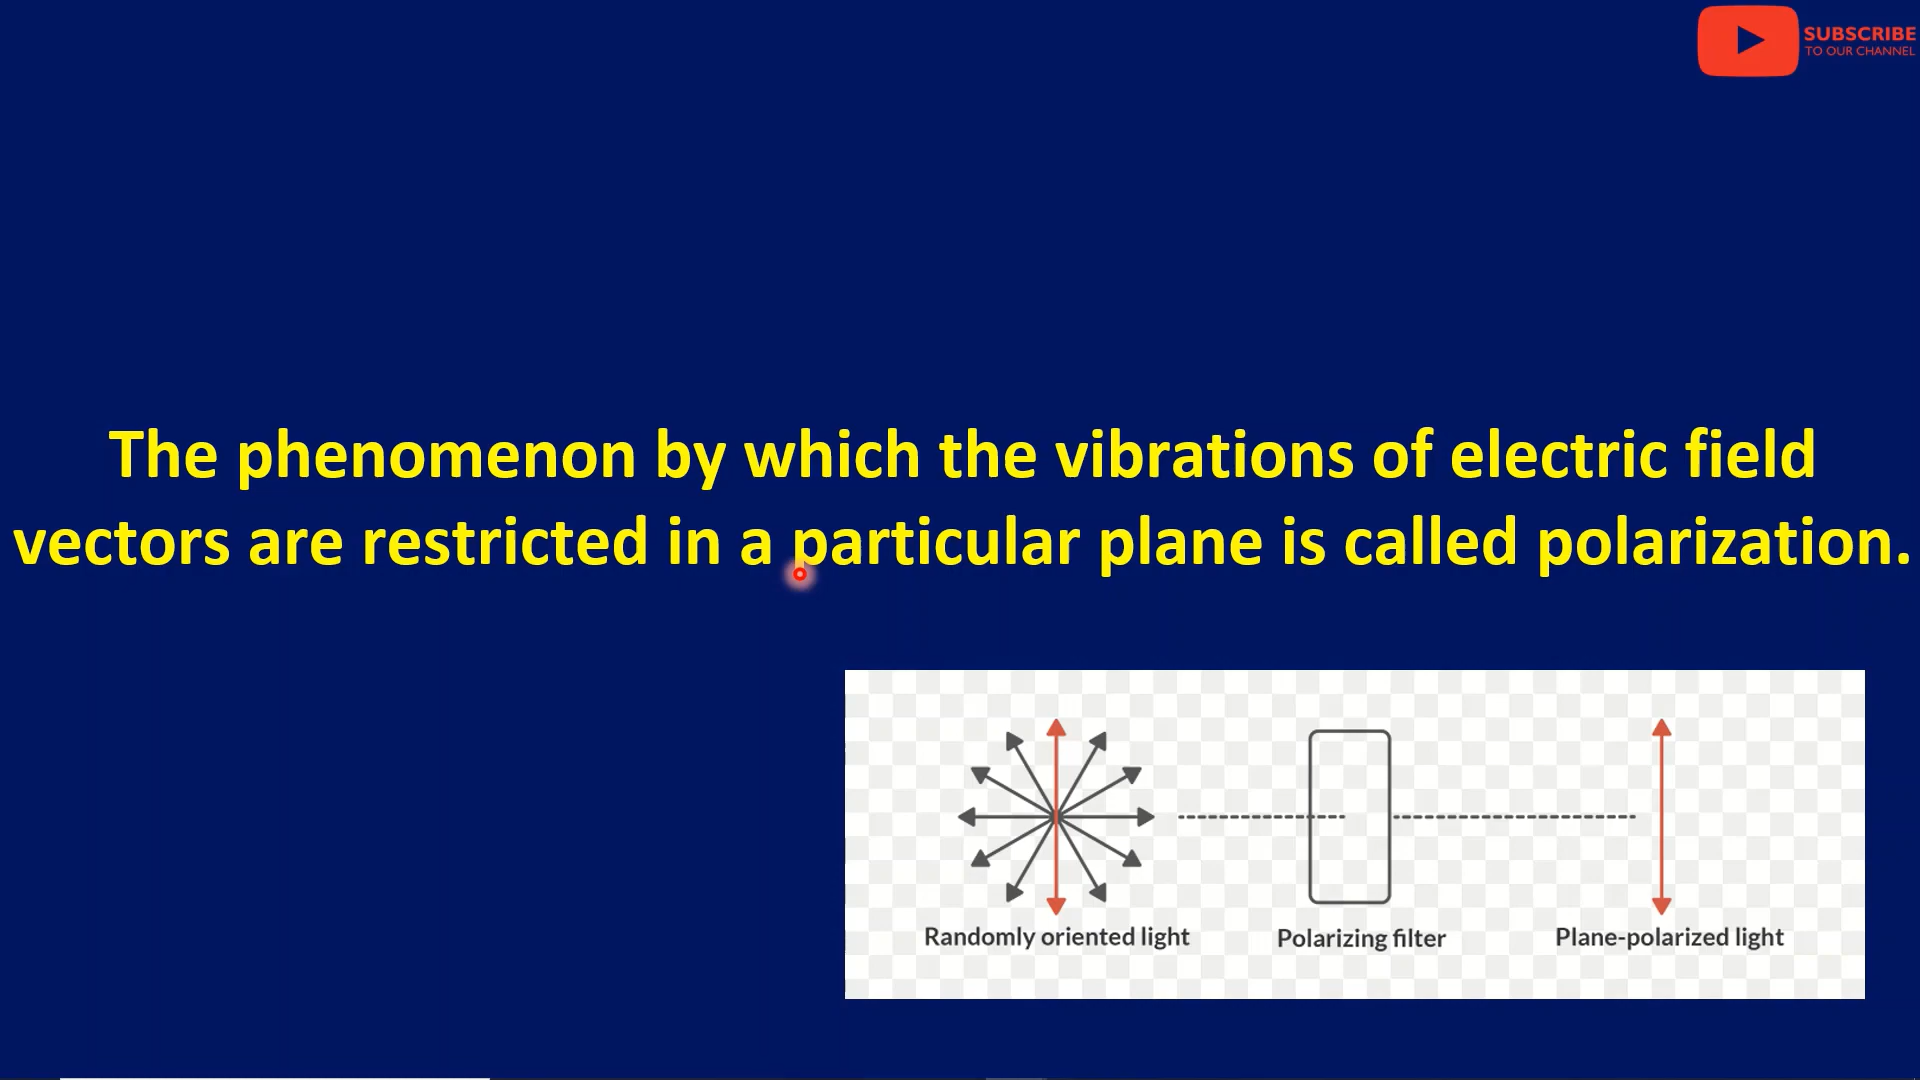 SUBSCRIBE
TO OUR CHANNEL
The phenomenon by which the vibrations of electric field
vectors are restricted in a particular plane is called polarization.
Randomly oriented light
Polarizing filter
Plane-polarized light